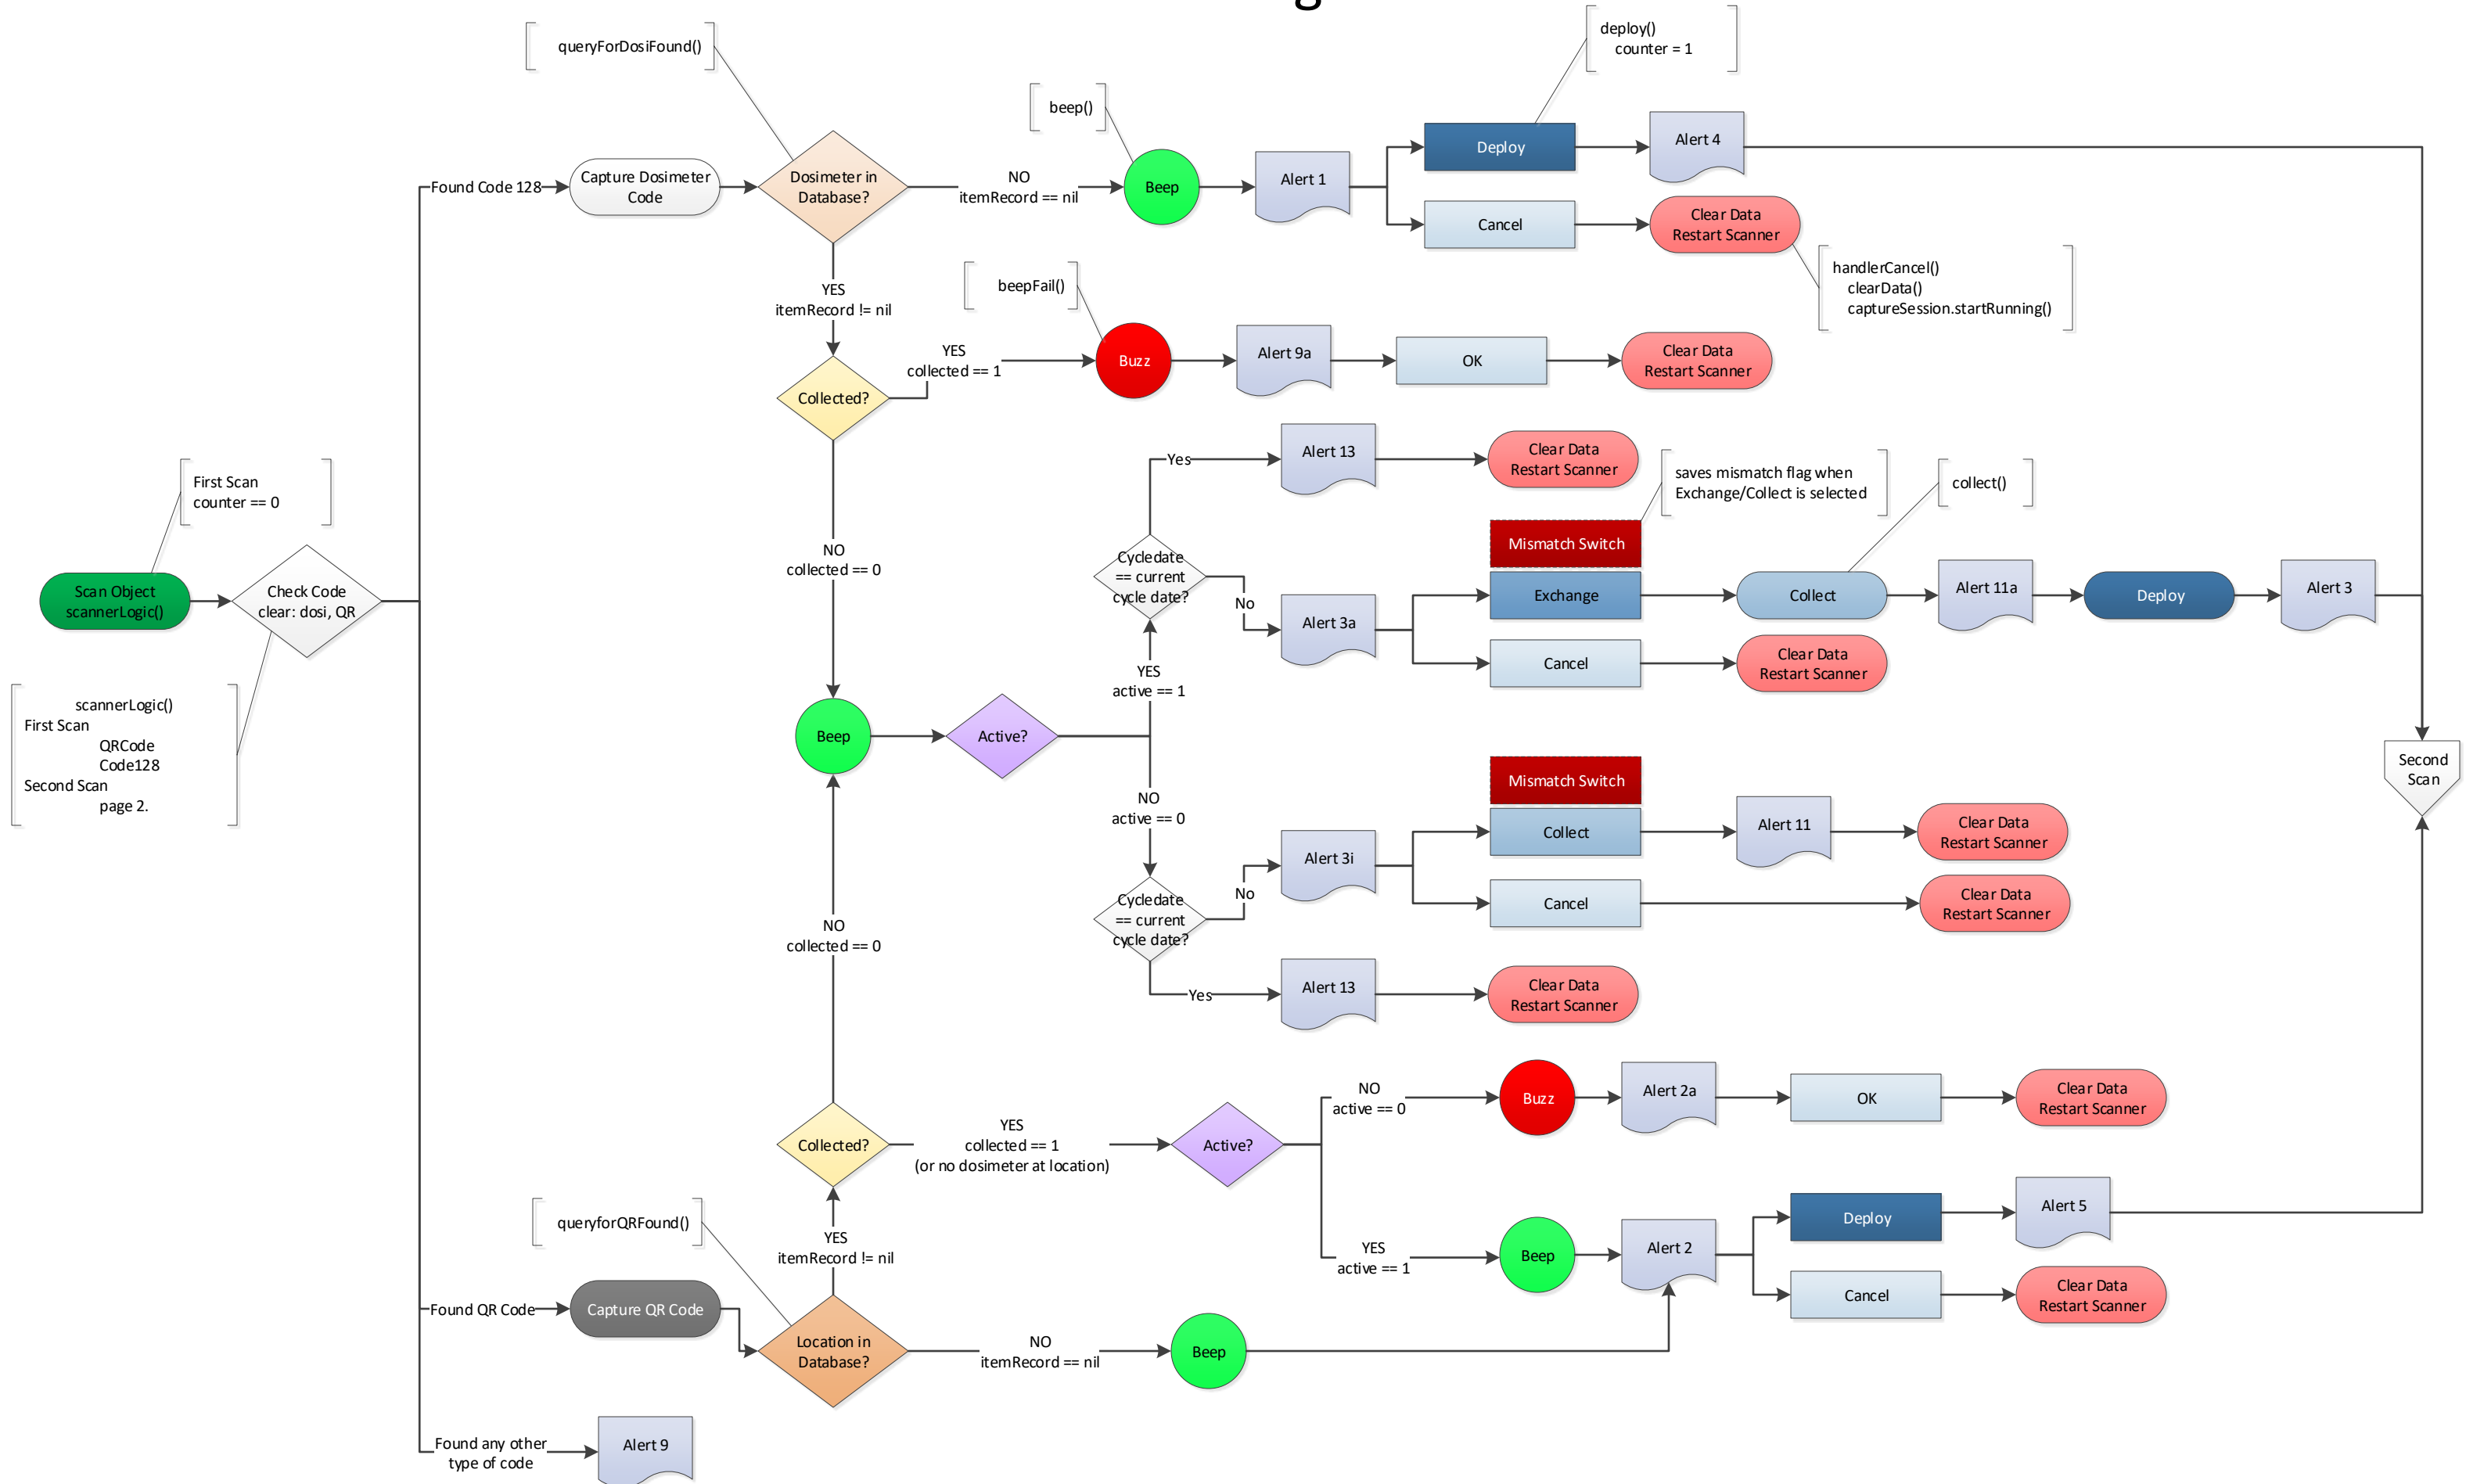 g
queryForDosiFound()
deploy()
counter = 1
beep()
Found Code 128
Capture Dosimeter
Code
Dosimeter in
Database?
NO
itemRecord == nil
Beep
Alert 1
Deploy
Alert 4
Cancel
Clear Data
Restart Scanner
handlerCancel()
clearData()
captureSession.startRunning()
YES
itemRecord != nil
beepFail()
Collected?
YES
collected == 1
Buzz
Alert 9a
OK
Clear Data
Restart Scanner
Yes
Alert 13
Clear Data
Restart Scanner
saves mismatch flag when
Exchange/Collect is selected
collect()
First Scan
counter == 0
NO
collected == 0
Cycledate
== current
cycle date?
No
Mismatch Switch
Scan Object
scannerLogic()
Check Code
clear: dosi, QR
Alert 3a
Exchange
Collect
Alert 11a
Deploy
Alert 3
Cancel
Clear Data
Restart Scanner
YES
active == 1
scannerLogic()
First Scan
QRCode
Code128
Second Scan
page 2.
Beep
Active?
Second
Scan
NO
active == 0
Mismatch Switch
Alert 3i
Collect
Alert 11
Clear Data
Restart Scanner
No
Cancel
Clear Data
Restart Scanner
Cycledate
== current
cycle date?
NO
collected == 0
Yes
Alert 13
Clear Data
Restart Scanner
Collected?
YES
collected == 1
(or no dosimeter at location)
Active?
NO
active == 0
Buzz
Alert 2a
OK
Clear Data
Restart Scanner
queryforQRFound()
YES
itemRecord != nil
YES
active == 1
Beep
Alert 2
Deploy
Alert 5
Cancel
Clear Data
Restart Scanner
Found QR Code
Capture QR Code
Location in
Database?
NO
itemRecord == nil
Beep
Found any other
type of code
Alert 9